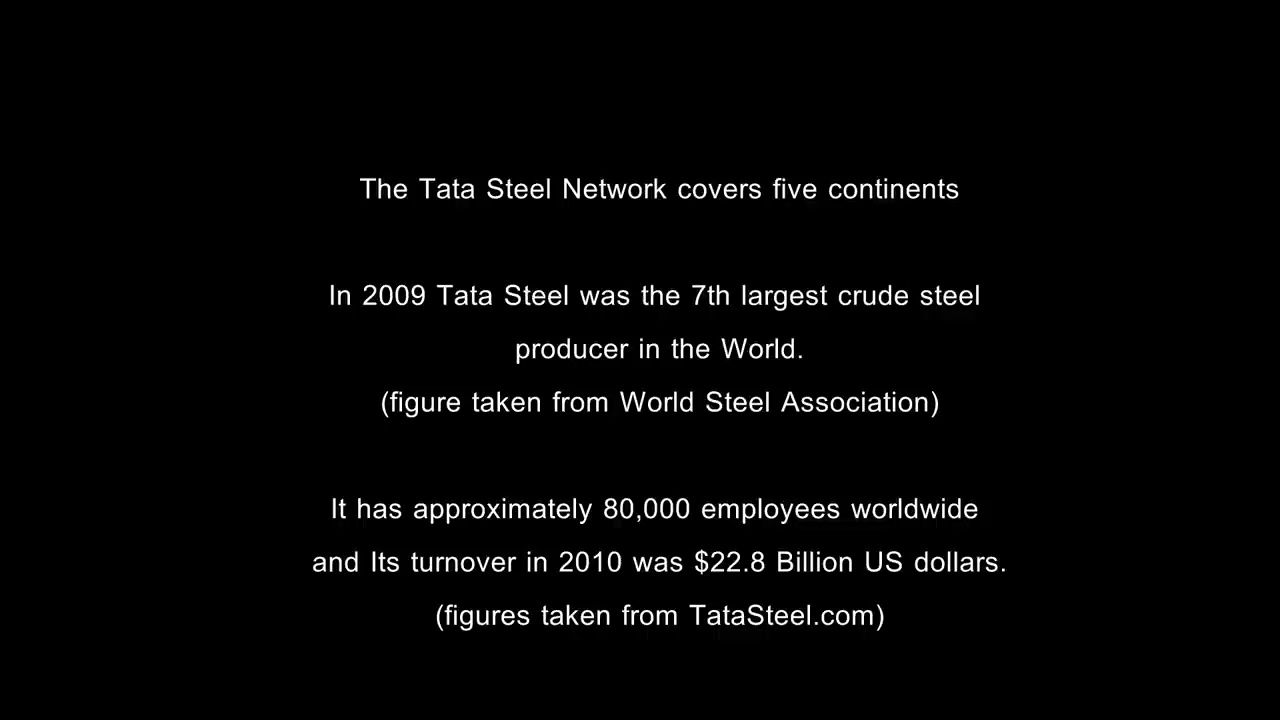 The Tata Steel Network covers five continents
In 2009 Tata Steel was the 7th largest crude steel
producer in the World.
(figure taken from World Steel Association)
It has approximately 80,000 employees worldwide
and Its turnover in 2010 was $22.8 Billion US dollars.
(figures taken from TataSteel.com)